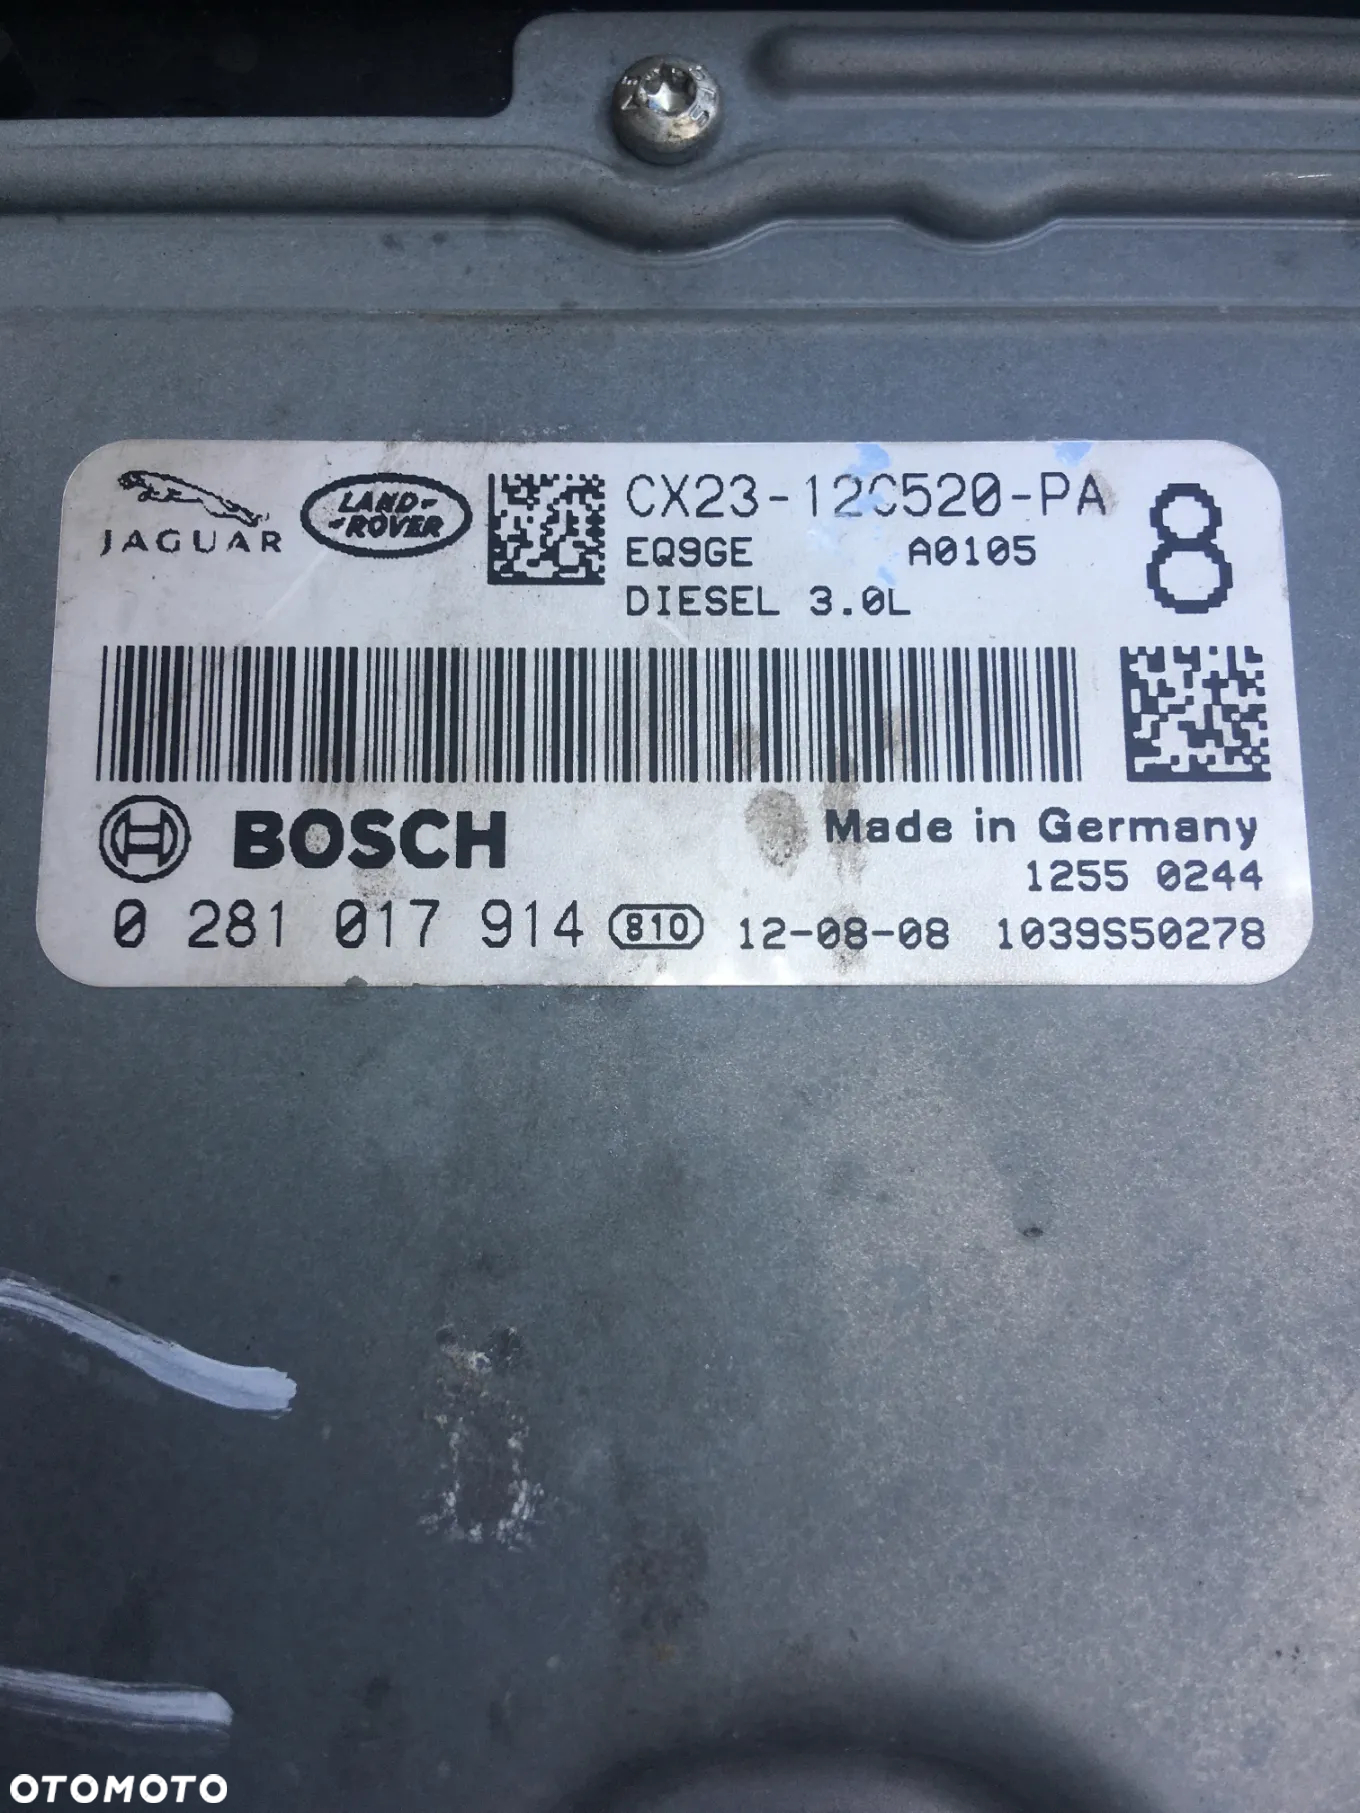 JAGUAR
LAND-
-ROVER
CX23-12C520-PA
8
EQ9GE A0105
DIESEL 3.0L
BOSCH
Made in Germany
1255 0244
0 281 017 914 810 12-08-08 1039S50278
OTOMOTO